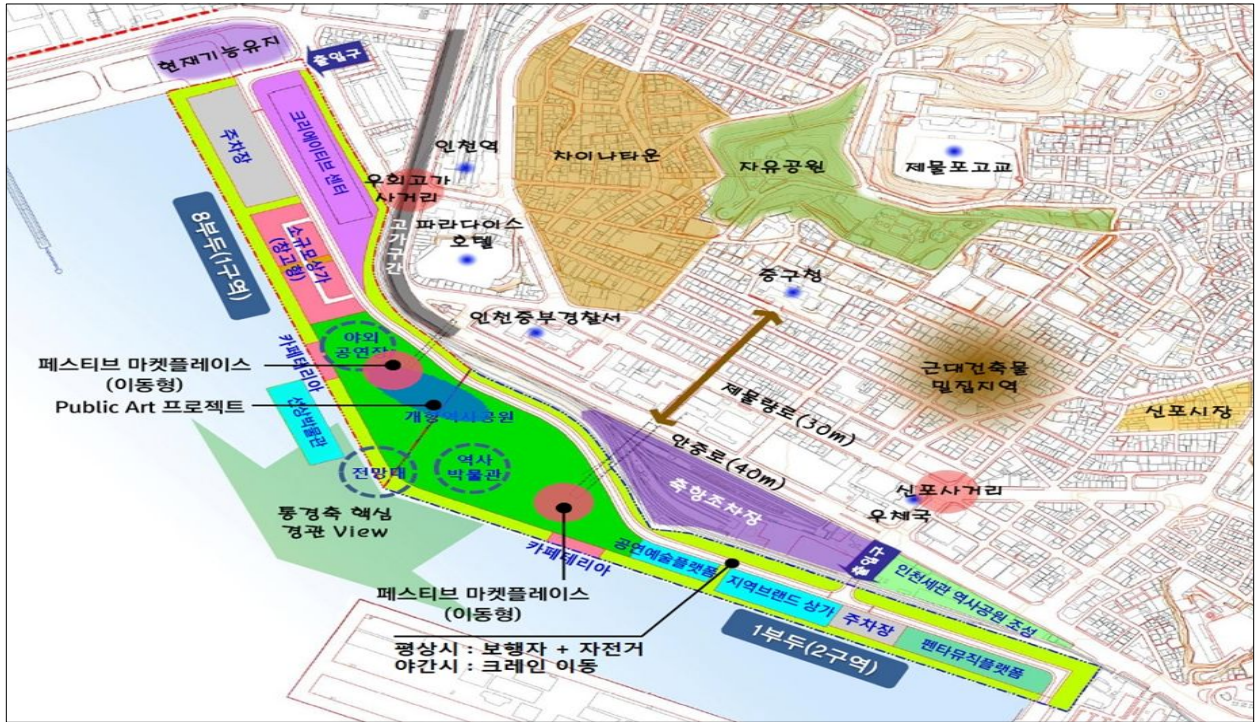 현재기능유지
출입구
주차장
크리에이티브 센터
인천역
차이나타운
자유공원
제물포고교
우회고가
사거리
8부두(1구역)
소규모상가
(창고형)
고가구간
파라다이스
호텔
중구청
인천중부경찰서
야외
공연장
페스티브 마켓플레이스
(이동형)
카페테리아
Public Art 프로젝트
개항역사공원
선상박물관
근대건축물
밀집지역
신포시장
제물량로(30m)
안중로(40m)
전망대
역사
박물관
축항조차장
신포사거리
우체국
통경축 핵심
경관 View
카페테리아
공연예술플랫폼
출입구
인천세관 역사공원 조성
지역브랜드 상가
주차장
펜타뮤직플랫폼
페스티브 마켓플레이스
(이동형)
1부두(2구역)
평상시 : 보행자 + 자전거
야간시 : 크레인 이동